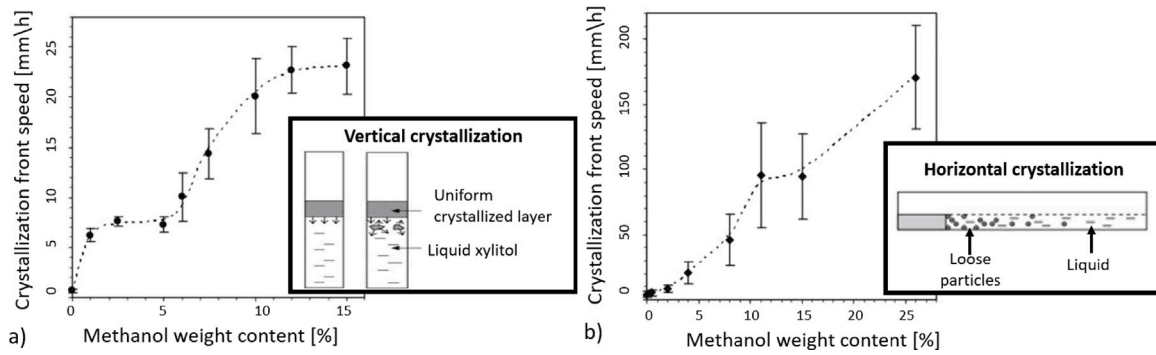 Crystallization front speed [mm\h]
25
20
15
10
5
0
0
5
10
15
Methanol weight content [%]
a)
Vertical crystallization
Uniform
crystallized layer
Liquid xylitol
Crystallization front speed [mm\h]
200
150
100
50
0
0
5
10
15
20
25
Methanol weight content [%]
b)
Horizontal crystallization
Loose
particles
Liquid